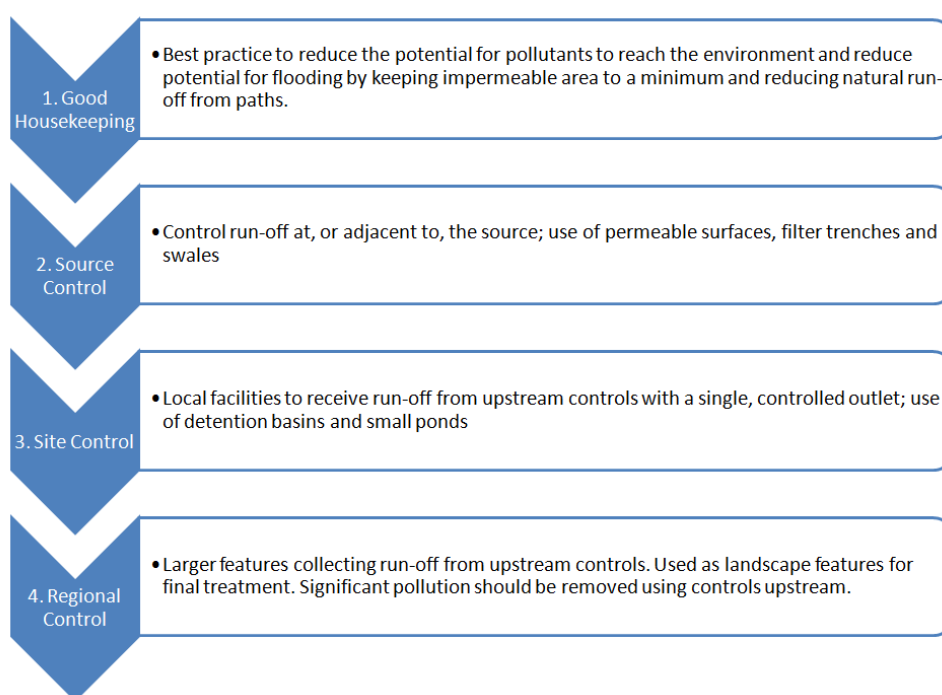 1. Good
Housekeeping
• Best practice to reduce the potential for pollutants to reach the environment and reduce
potential for flooding by keeping impermeable area to a minimum and reducing natural run-
off from paths.
2. Source
Control
• Control run-off at, or adjacent to, the source; use of permeable surfaces, filter trenches and
swales
3. Site Control
• Local facilities to receive run-off from upstream controls with a single, controlled outlet; use
of detention basins and small ponds
4. Regional
Control
• Larger features collecting run-off from upstream controls. Used as landscape features for
final treatment. Significant pollution should be removed using controls upstream.